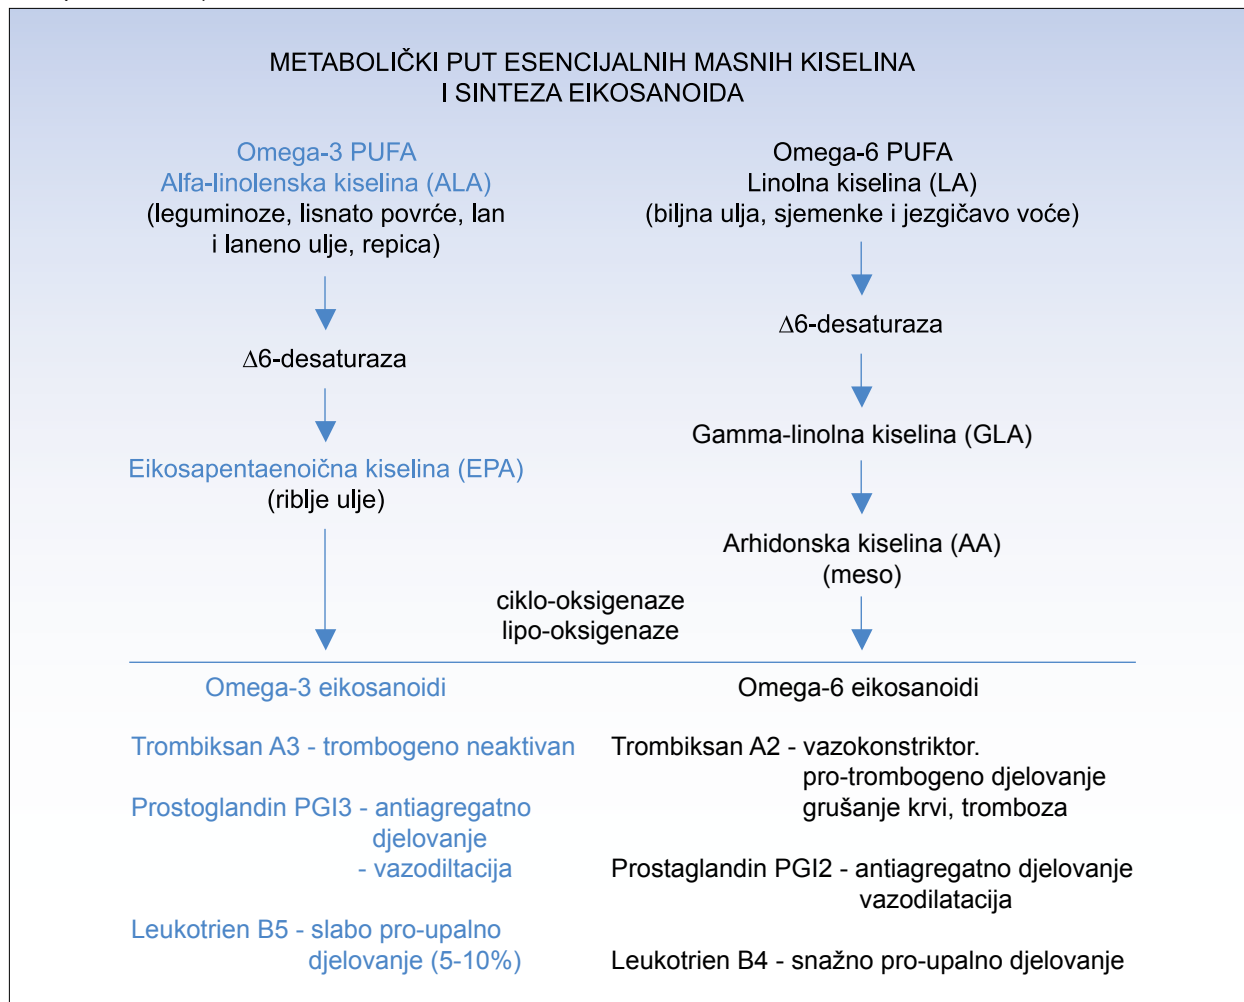 METABOLIČKI PUT ESENCIJALNIH MASNIH KISELINA
I SINTEZA EIKOSANOIDA
Omega-3 PUFA
Alfa-linolenska kiselina (ALA)
(leguminoze, lisnato povrće, lan
i laneno ulje, repica)
Δ6-desaturaza
Eikosapentaenoična kiselina (EPA)
(riblje ulje)
Omega-6 PUFA
Linolna kiselina (LA)
(biljna ulja, sjemenke i jezgičavo voće)
Δ6-desaturaza
Gamma-linolna kiselina (GLA)
Arhidonska kiselina (AA)
(meso)
ciklo-oksigenaze
lipo-oksigenaze
Omega-3 eikosanoidi
Trombiksan A3 - trombogeno neaktivan
Prostoglandin PGI3 - antiagregatno
djelovanje
- vazodiltacija
Leukotrien B5 - slabo pro-upalno
djelovanje (5-10%)
Omega-6 eikosanoidi
Trombiksan A2 - vazokonstriktor.
pro-trombogeno djelovanje
grušanje krvi, tromboza
Prostaglandin PGI2 - antiagregatno djelovanje
vazodilatacija
Leukotrien B4 - snažno pro-upalno djelovanje